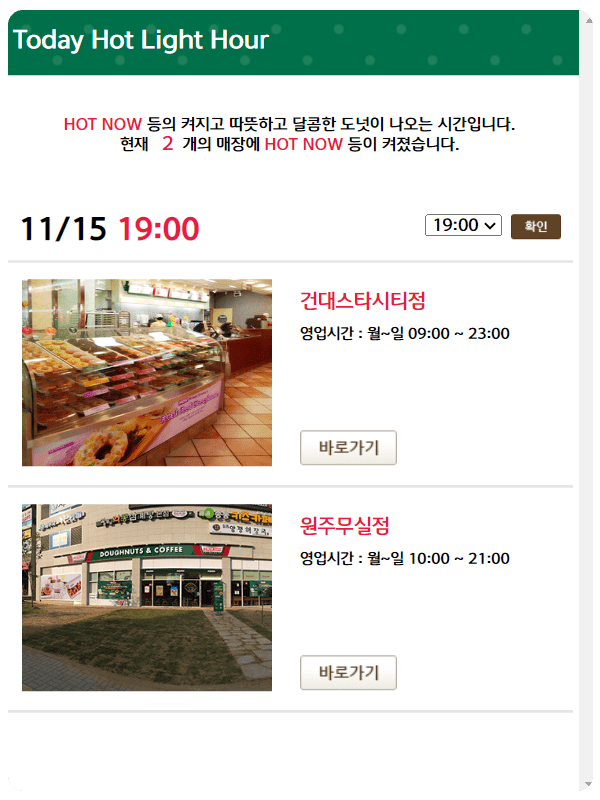 Today Hot Light Hour
HOT NOW 등의 켜지고 따뜻하고 달콤한 도넛이 나오는 시간입니다.
현재 2 개의 매장에 HOT NOW 등이 켜졌습니다.
11/15 19:00
19:00
확인
건대스타시티점
영업시간 : 월~일 09:00 ~ 23:00
바로가기
원주무실점
DOUGHNUTS & COFFEE
영업시간 : 월~일 10:00 ~ 21:00
바로가기